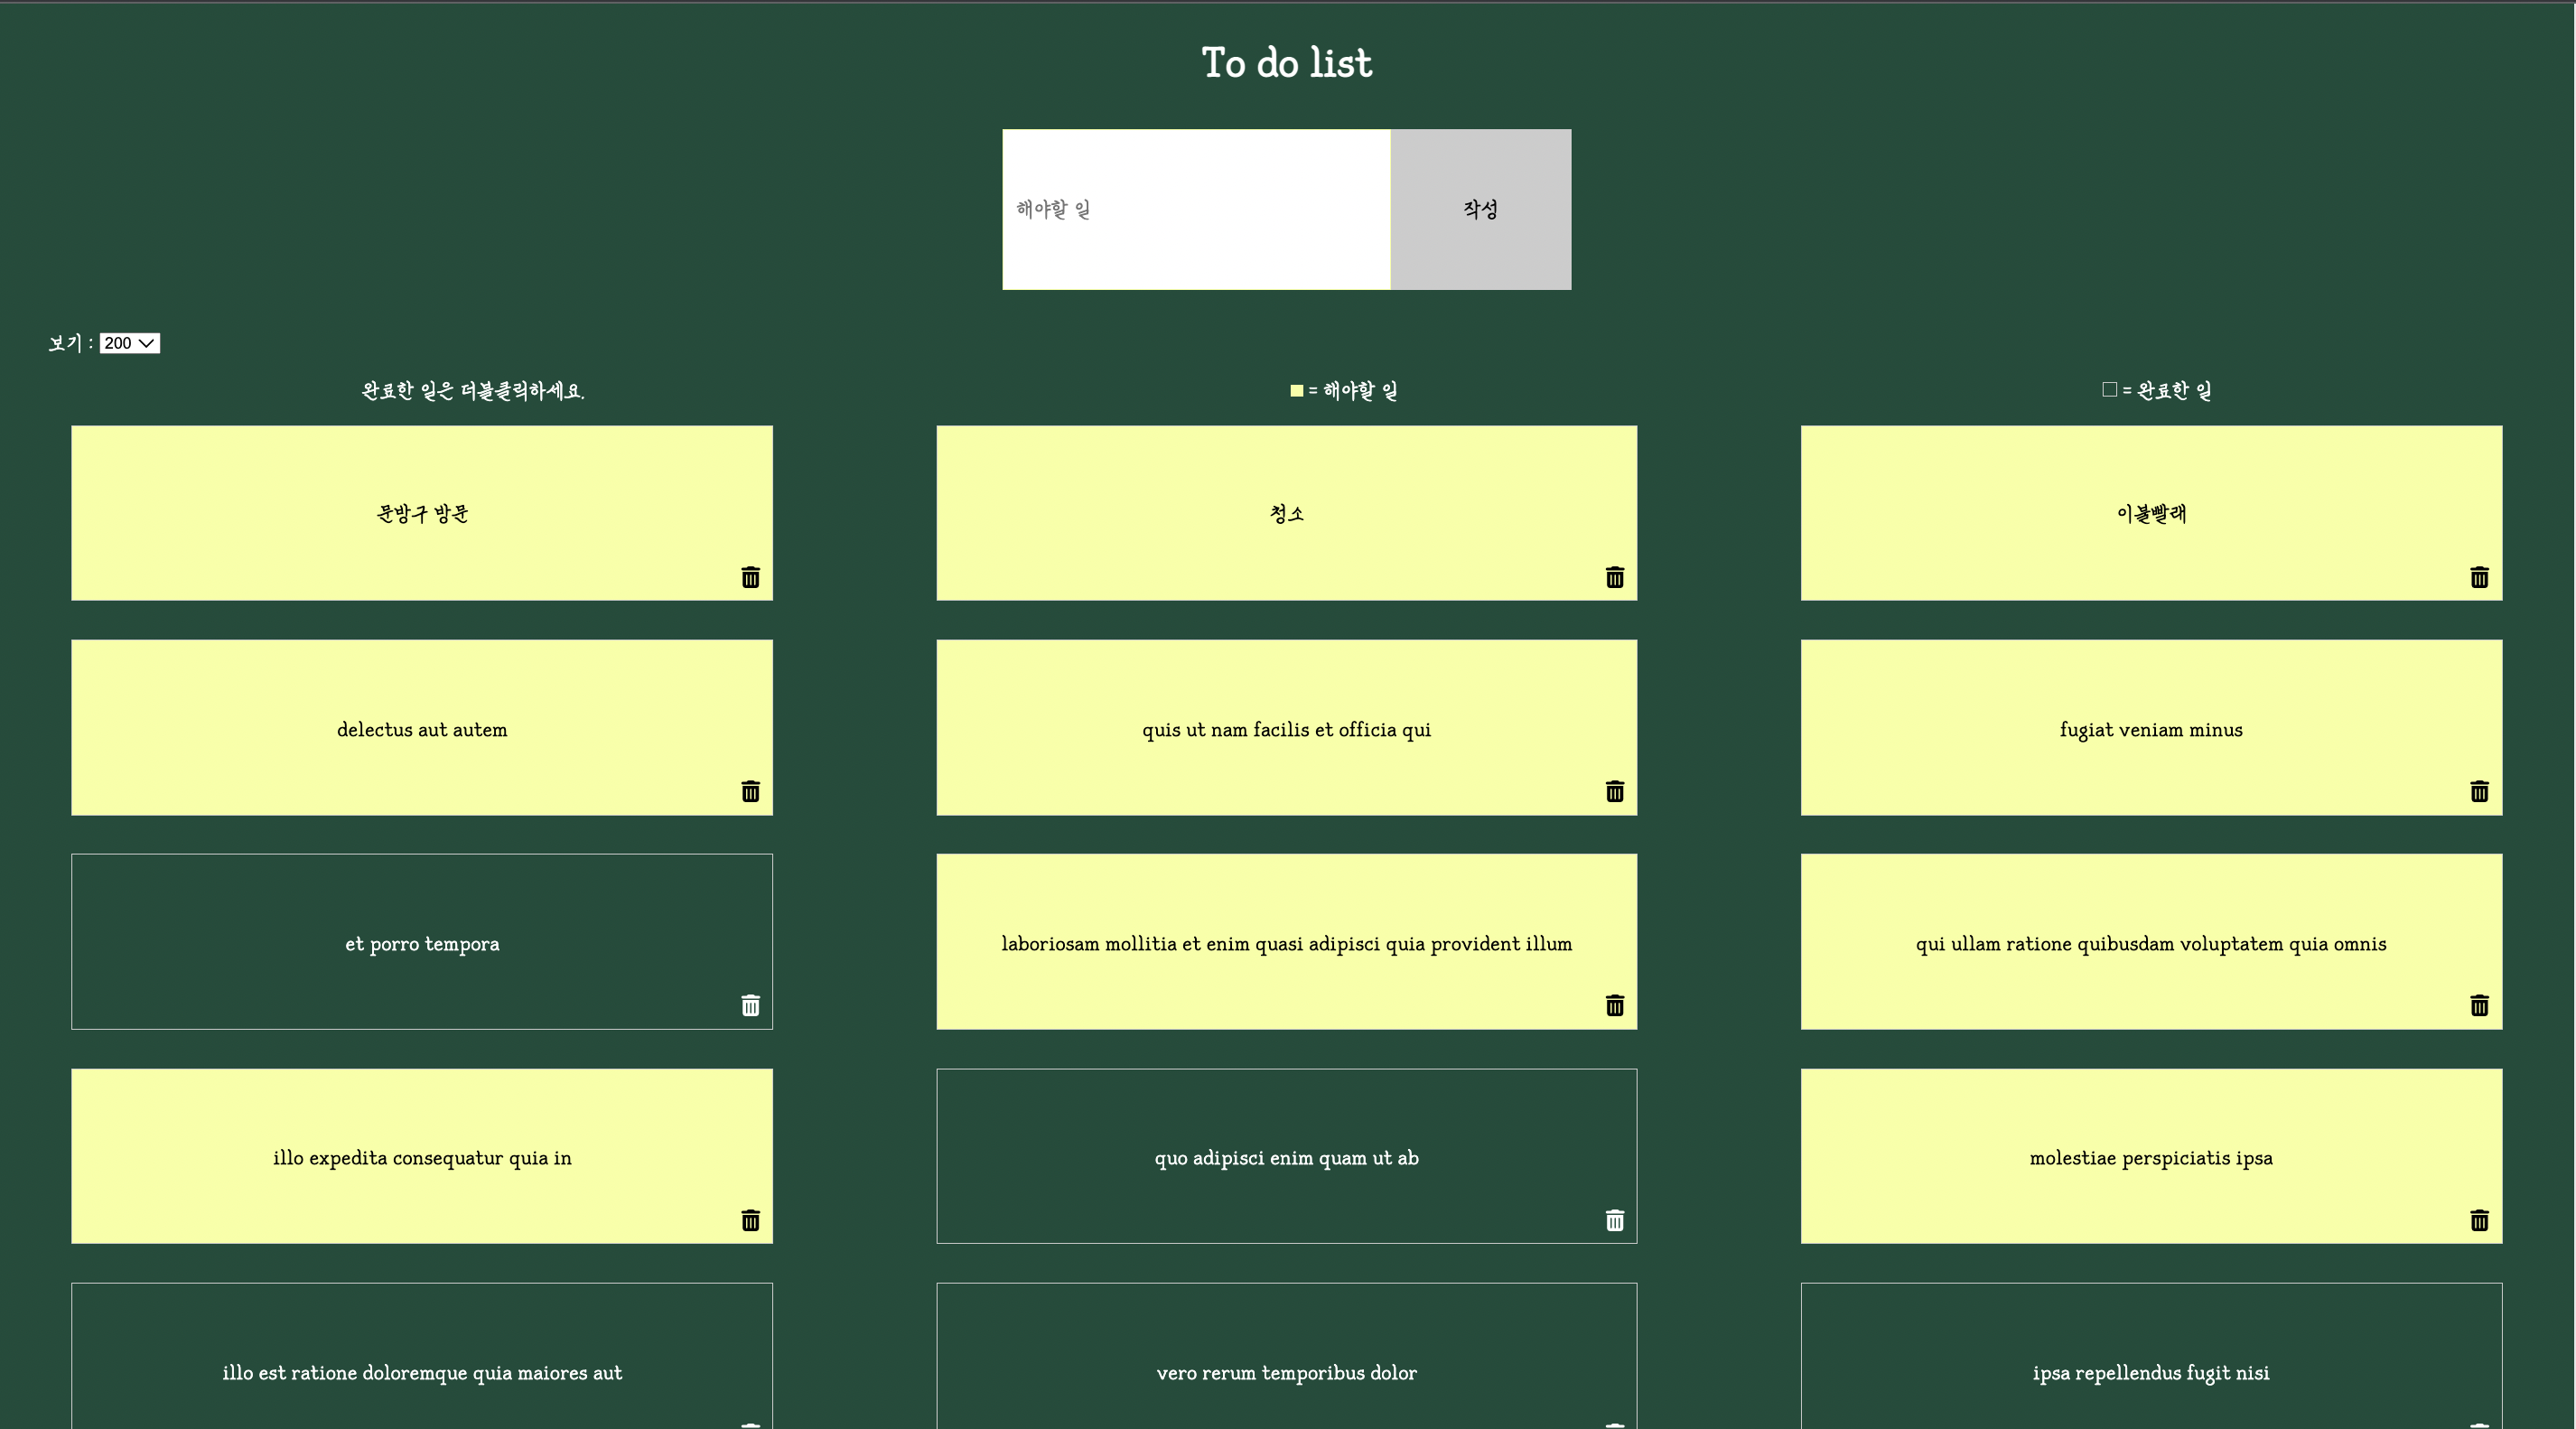 To do list
해야할 일
작성
보기 : 200
완료한 일은 더블클릭하세요.
= 해야할 일
= 완료한 일
문방구 방문
청소
이불빨래
delectus aut autem
quis ut nam facilis et officia qui
fugiat veniam minus
et porro tempora
laboriosam mollitia et enim quasi adipisci quia provident illum
qui ullam ratione quibusdam voluptatem quia omnis
illo expedita consequatur quia in
quo adipisci enim quam ut ab
molestiae perspiciatis ipsa
illo est ratione doloremque quia maiores aut
vero rerum temporibus dolor
ipsa repellendus fugit nisi